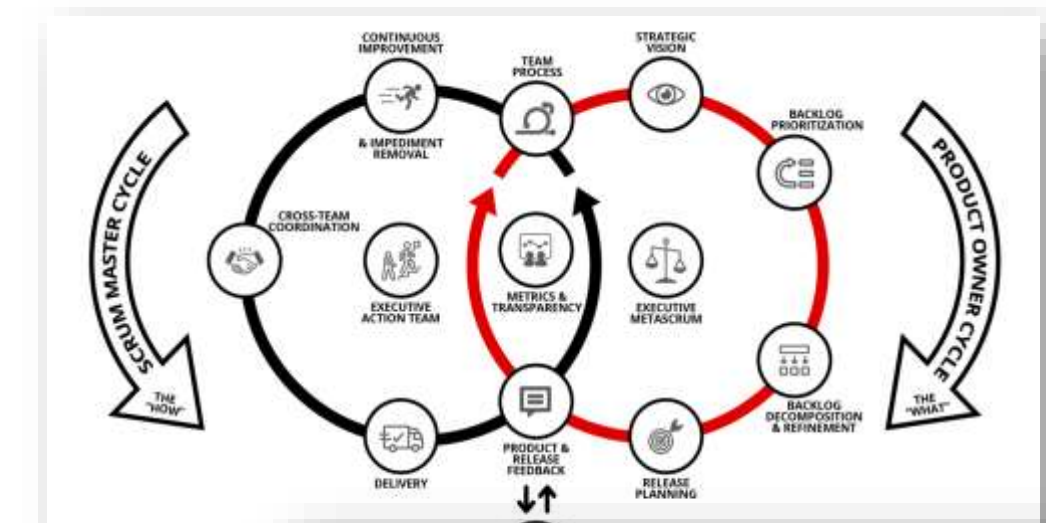 CONTINUOUS
IMPROVEMENT
& IMPEDIMENT
REMOVAL
TEAM
PROCESS
STRATEGIC
VISION
BACKLOG
PRIORITIZATION
SCRUM MASTER CYCLE
THE
"HOW"
CROSS-TEAM
COORDINATION
EXECUTIVE
ACTION TEAM
METRICS &
TRANSPARENCY
EXECUTIVE
METASCRUM
PRODUCT OWNER CYCLE
THE
"WHAT"
BACKLOG
DECOMPOSITION
& REFINEMENT
DELIVERY
PRODUCT &
RELEASE
FEEDBACK
RELEASE
PLANNING